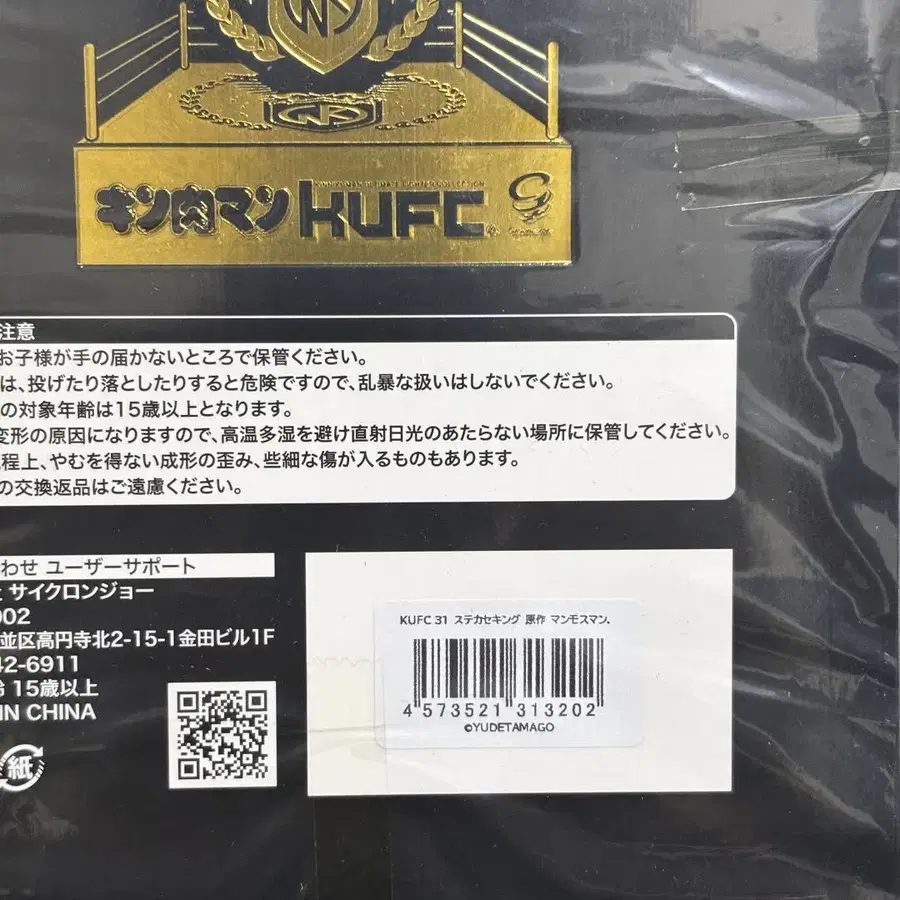 キン肉マン KUFC
注意
お子様が手の届かないところで保管ください。
は、投げたり落としたりすると危険ですので、乱暴な扱いはしないでください。
の対象年齢は15歳以上となります。
変形の原因になりますので、高温多湿を避け直射日光のあたらない場所に保管してください。
程上、やむを得ない成形の歪み、些細な傷が入るものもあります。
の交換返品はご遠慮ください。
わせ ユーザーサポート
サイクロンジョー
002
並区高円寺北2-15-1金田ビル1F
42-6911
齢 15歳以上
IN CHINA
紙
KUFC 31 ステカセキング 原作 マンモスマン.
4 573521 313202
©YUDETAMAGO